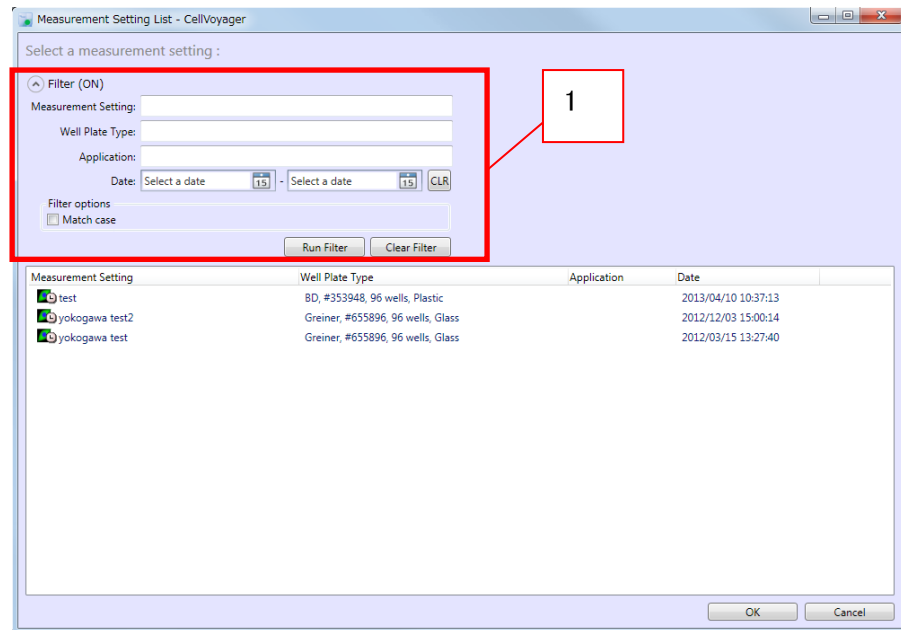 Measurement Setting List - CellVoyager
Select a measurement setting :
Filter (ON)
1
Measurement Setting:
Well Plate Type:
Application:
Date: Select a date 15 - Select a date 15 CLR
Filter options
Match case
Run Filter Clear Filter
Measurement Setting Well Plate Type Application Date
test BD, #353948, 96 wells, Plastic 2013/04/10 10:37:13
yokogawa test2 Greiner, #655896, 96 wells, Glass 2012/12/03 15:00:14
yokogawa test Greiner, #655896, 96 wells, Glass 2012/03/15 13:27:40
OK Cancel